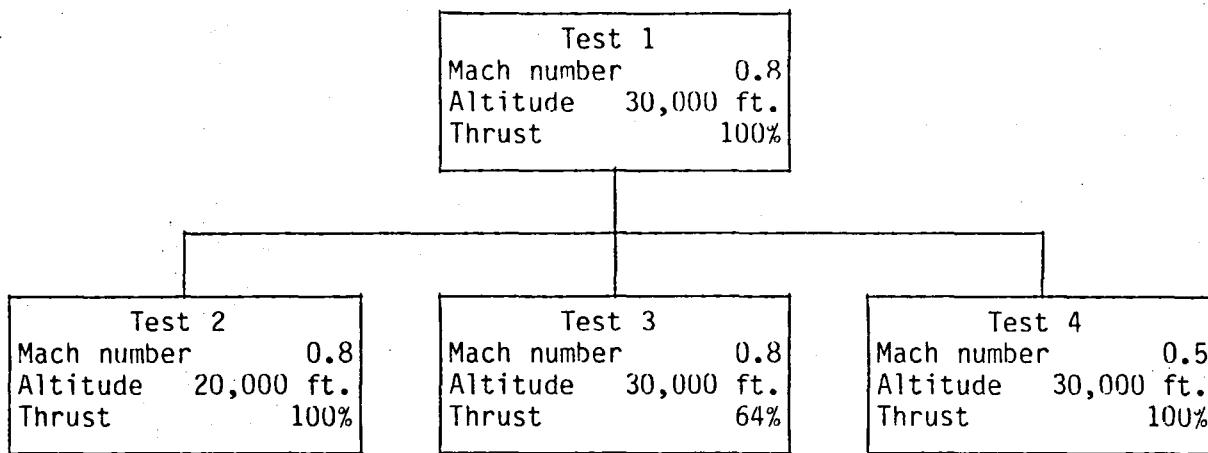 Test 1
Mach number 0.8
Altitude 30,000 ft.
Thrust 100%
Test 2
Mach number 0.8
Altitude 20,000 ft.
Thrust 100%
Test 3
Mach number 0.8
Altitude 30,000 ft.
Thrust 64%
Test 4
Mach number 0.5
Altitude 30,000 ft.
Thrust 100%